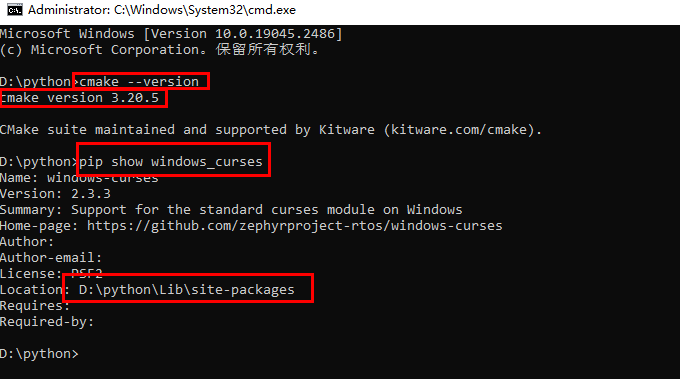 Administrator: C:\Windows\System32\cmd.exe
Microsoft Windows [Version 10.0.19045.2486]
(c) Microsoft Corporation。保留所有权利。
D:\python>cmake --version
cmake version 3.20.5
CMake suite maintained and supported by Kitware (kitware.com/cmake).
D:\python>pip show windows_curses
Name: windows-curses
Version: 2.3.3
Summary: Support for the standard curses module on Windows
Home-page: https://github.com/zephyrproject-rtos/windows-curses
Author:
Author-email:
License: PSF2
Location: D:\python\Lib\site-packages
Requires:
Required-by:
D:\python>